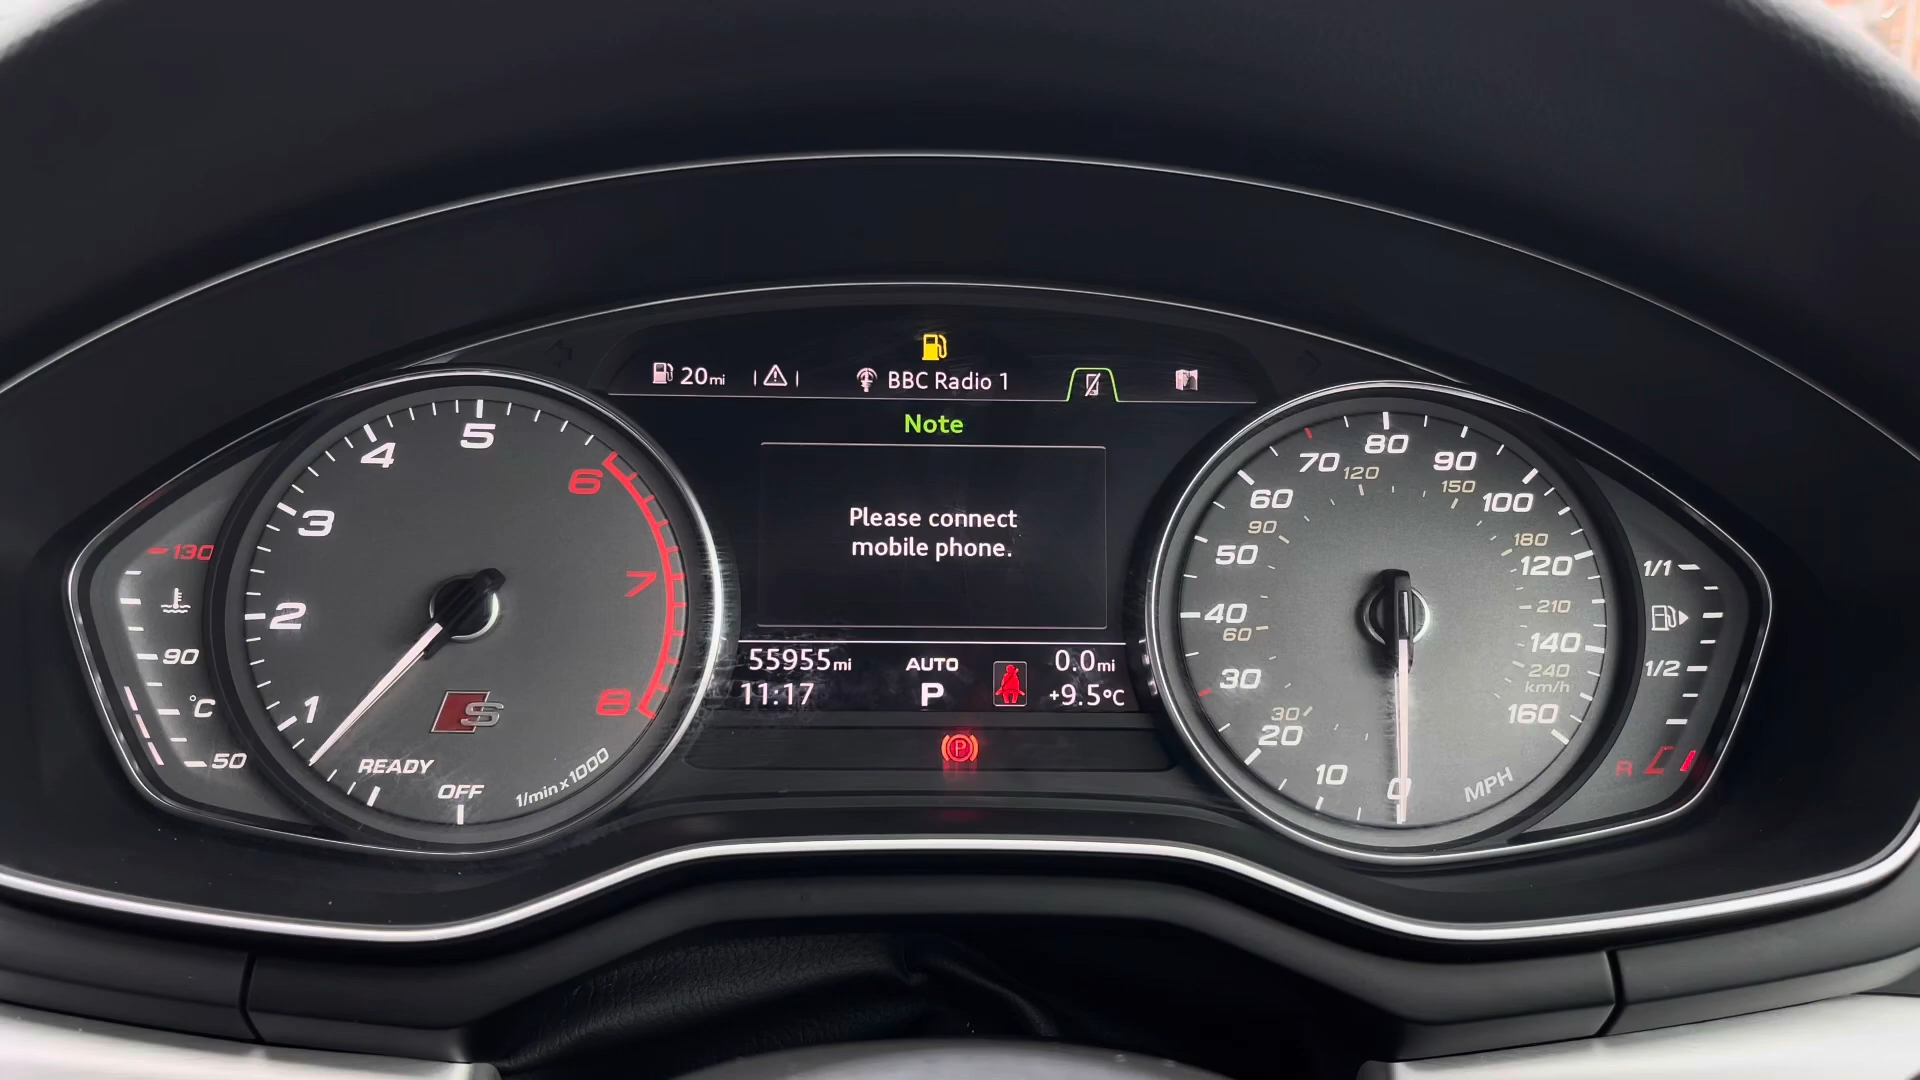 20mi
BBC Radio 1
Note
Please connect
mobile phone.
55955mi
AUTO
0.0mi
11:17
P
+9.5°C
P
130
90
°C
50
OFF
READY
1
2
3
4
5
6
7
8
1/min x 1000
S
0
10
20
30
40
50
60
70
80
90
100
120
140
160
MPH
30
60
90
120
150
180
210
240
km/h
1/1
1/2
R